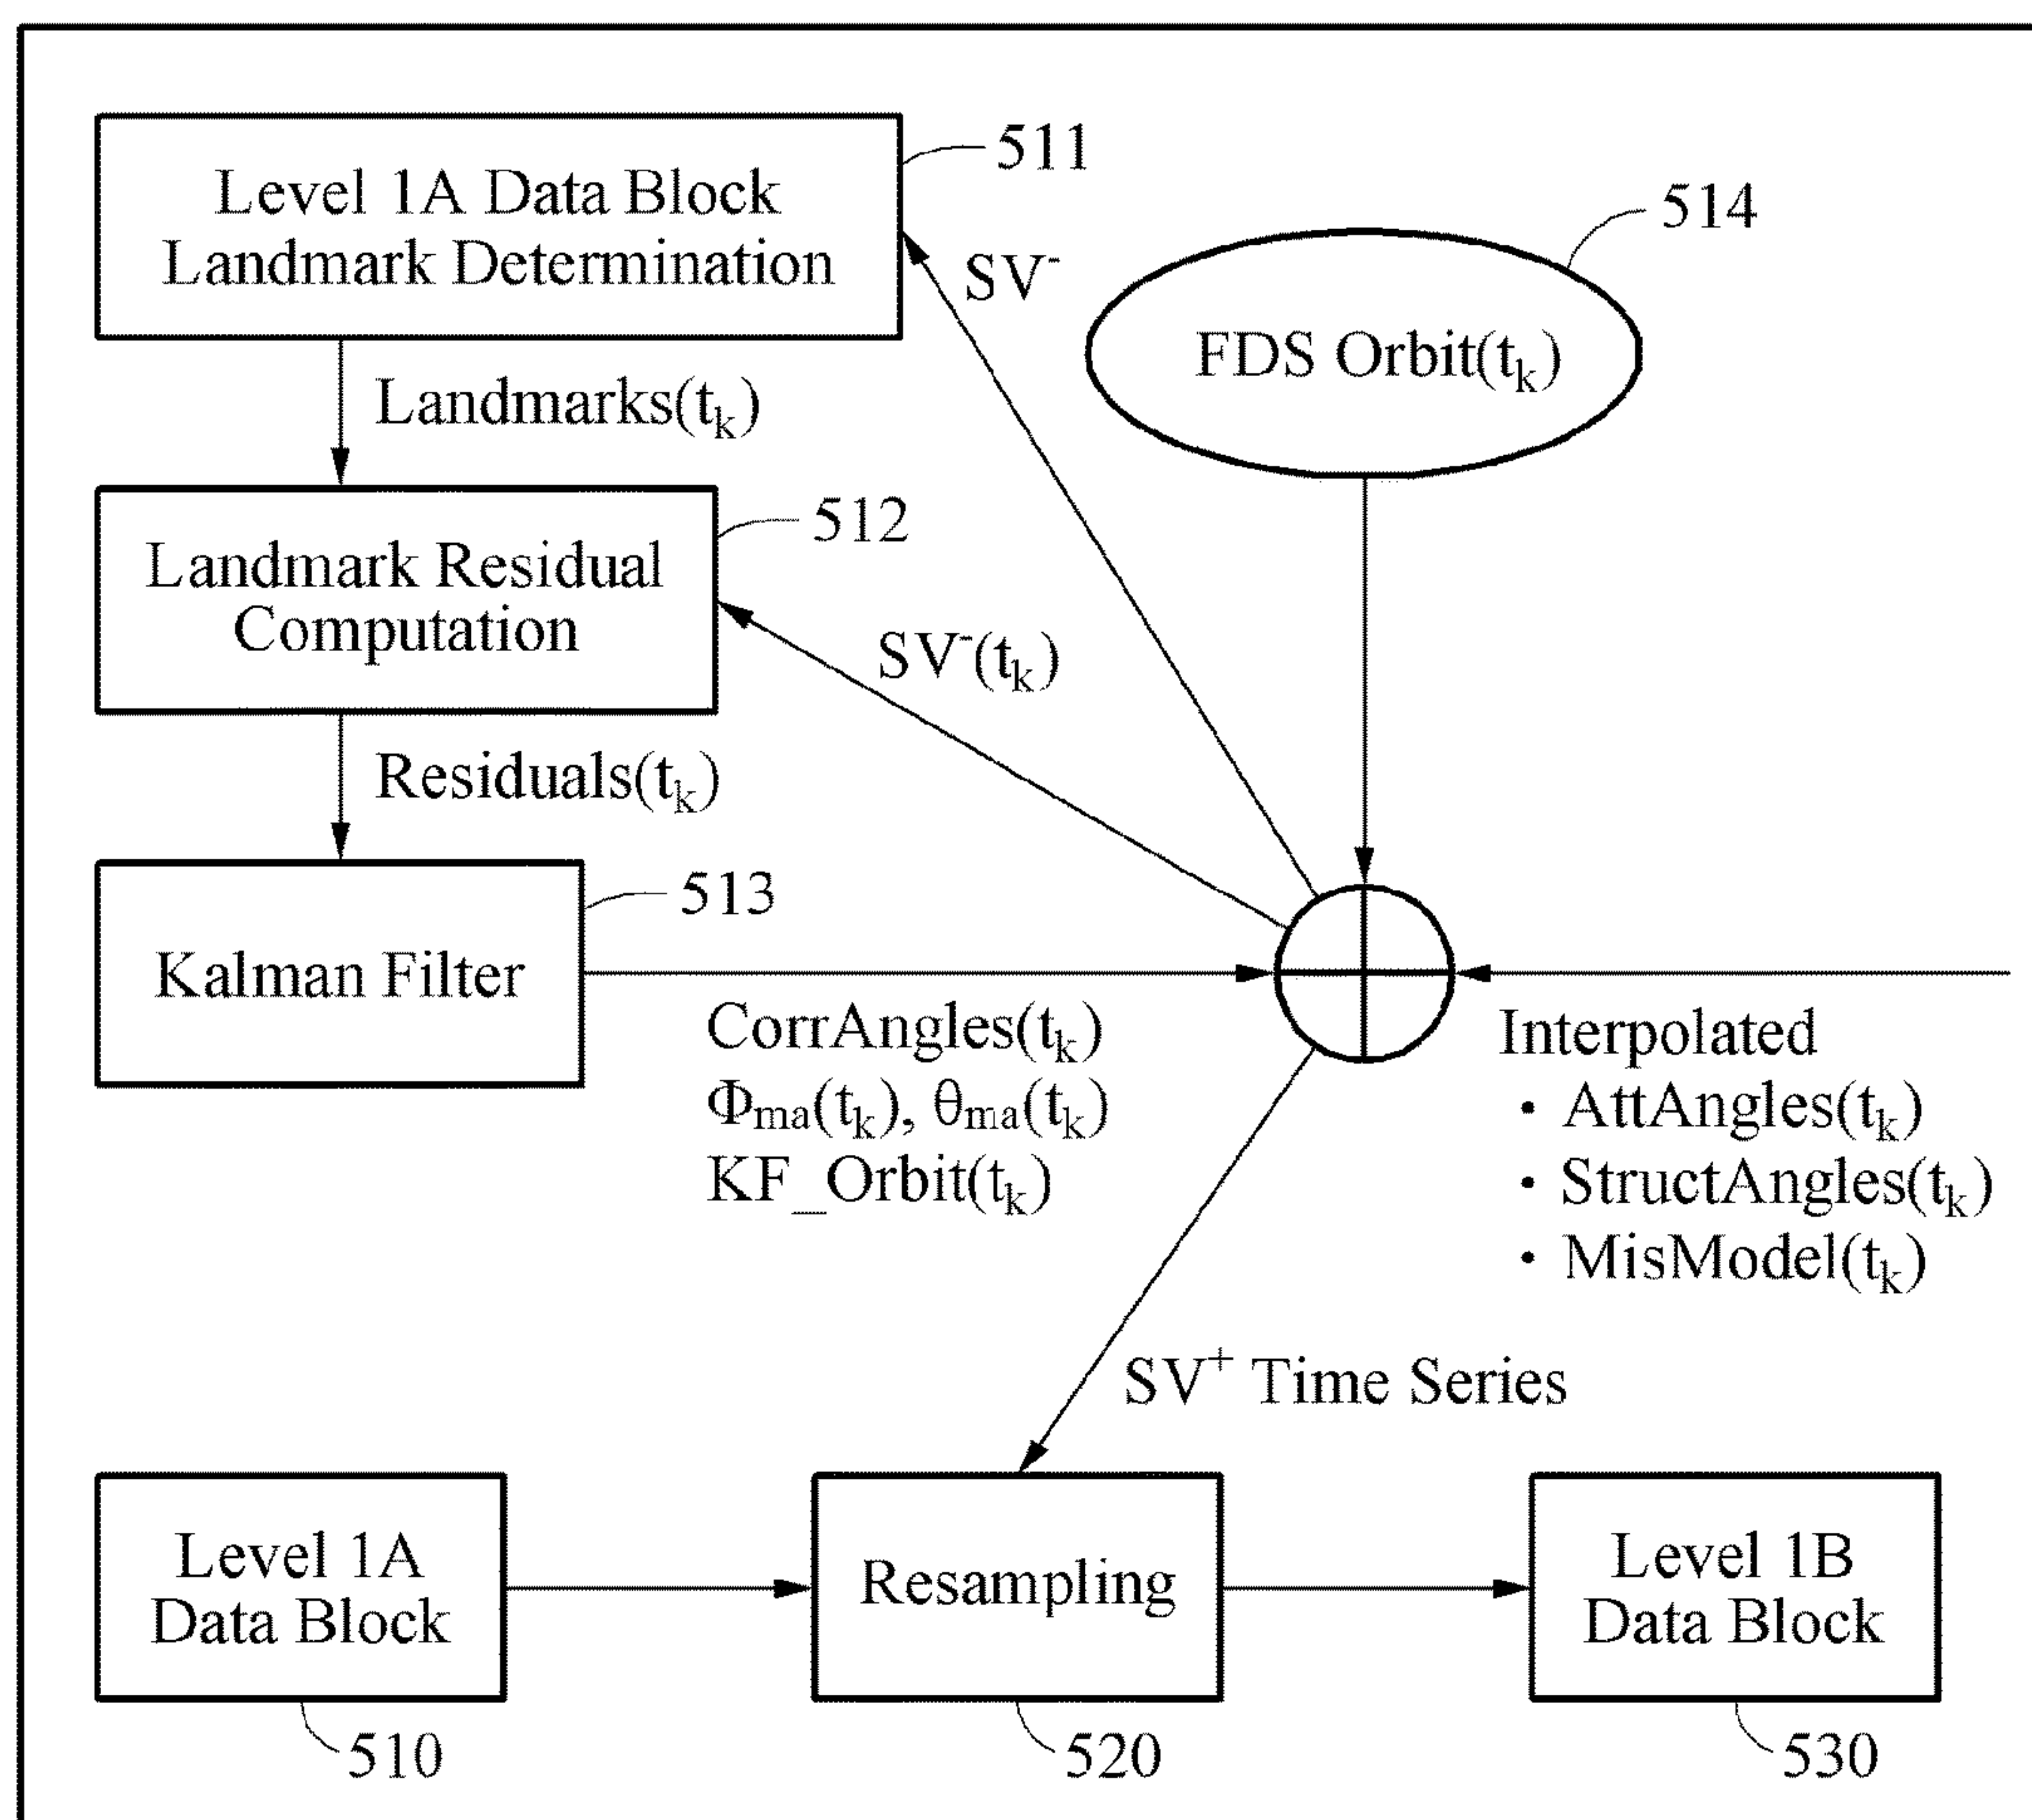 Level 1A Data Block
Landmark Determination
511
SV⁻
514
FDS Orbit(tₖ)
Landmarks(tₖ)
512
Landmark Residual
Computation
SV⁻(tₖ)
Residuals(tₖ)
513
Kalman Filter
CorrAngles(tₖ)
Φma(tₖ), θma(tₖ)
KF_Orbit(tₖ)
Interpolated
• AttAngles(tₖ)
• StructAngles(tₖ)
• MisModel(tₖ)
SV⁺ Time Series
Level 1A
Data Block
510
Resampling
520
Level 1B
Data Block
530